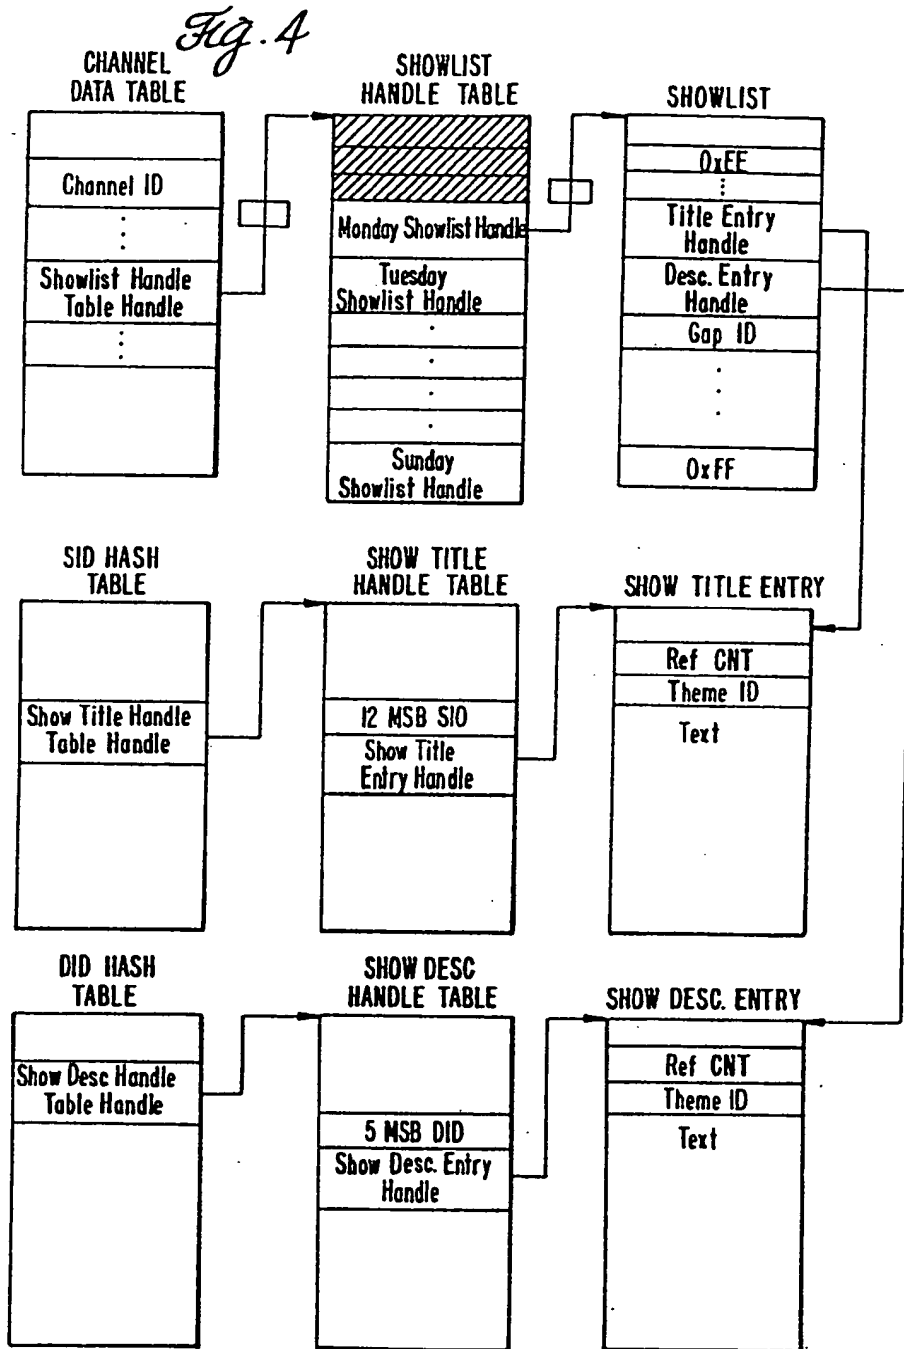 Fig. 4
CHANNEL
DATA TABLE
Channel ID
Showlist Handle
Table Handle
SHOWLIST
HANDLE TABLE
Monday Showlist Handle
Tuesday
Showlist Handle
Sunday
Showlist Handle
SHOWLIST
0xEE
Title Entry
Handle
Desc. Entry
Handle
Gap ID
0xFF
SID HASH
TABLE
Show Title Handle
Table Handle
SHOW TITLE
HANDLE TABLE
12 MSB SIO
Show Title
Entry Handle
SHOW TITLE ENTRY
Ref CNT
Theme ID
Text
DID HASH
TABLE
Show Desc Handle
Table Handle
SHOW DESC
HANDLE TABLE
5 MSB DID
Show Desc. Entry
Handle
SHOW DESC. ENTRY
Ref CNT
Theme ID
Text